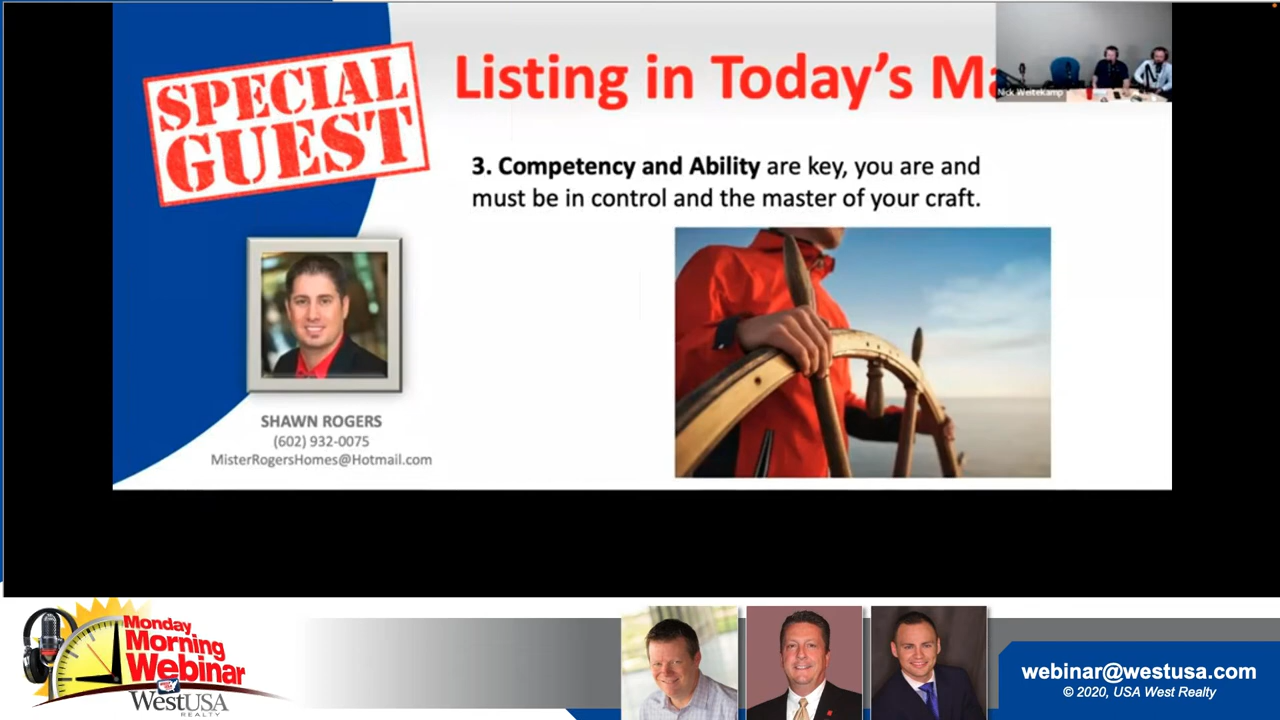 SPECIAL
GUEST
Listing in Today's Ma
Nick Weitekamp
3. Competency and Ability are key, you are and
must be in control and the master of your craft.
SHAWN ROGERS
(602) 932-0075
MisterRogersHomes@Hotmail.com
Monday
Morning
Webinar
WestUSA
REALTY
webinar@westusa.com
© 2020, USA West Realty